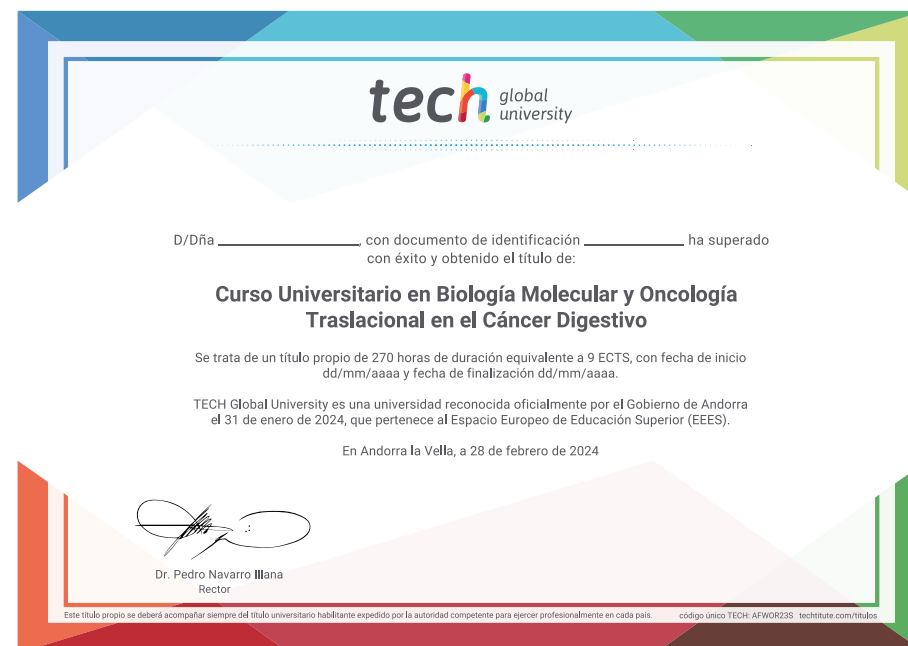 tech global university
D/Dña ____________________, con documento de identificación ______________ ha superado
con éxito y obtenido el título de:
Curso Universitario en Biología Molecular y Oncología
Traslacional en el Cáncer Digestivo
Se trata de un título propio de 270 horas de duración equivalente a 9 ECTS, con fecha de inicio
dd/mm/aaaa y fecha de finalización dd/mm/aaaa.
TECH Global University es una universidad reconocida oficialmente por el Gobierno de Andorra
el 31 de enero de 2024, que pertenece al Espacio Europeo de Educación Superior (EEES).
En Andorra la Vella, a 28 de febrero de 2024
Dr. Pedro Navarro Illana
Rector
Este título propio se deberá acompañar siempre del título universitario habilitante expedido por la autoridad competente para ejercer profesionalmente en cada país. código único TECH: AFWOR23S techtitute.com/titulos